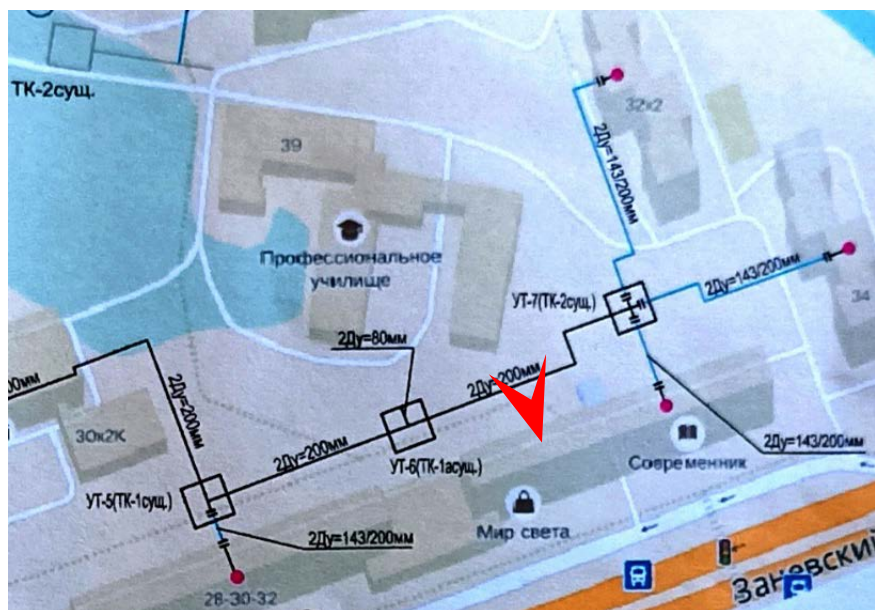 ТК-2сущ.
32к2
39
2Ду=143/200мм
Профессиональное
училище
2Ду=143/200мм
УТ-7(ТК-2сущ.)
34
2Ду=80мм
2Ду=200мм
2Ду=200мм
30к2К
2Ду=200мм
2Ду=143/200мм
УТ-6(ТК-1асущ.)
Современник
УТ-5(ТК-1сущ.)
Мир света
2Ду=143/200мм
28-30-32
Заневский